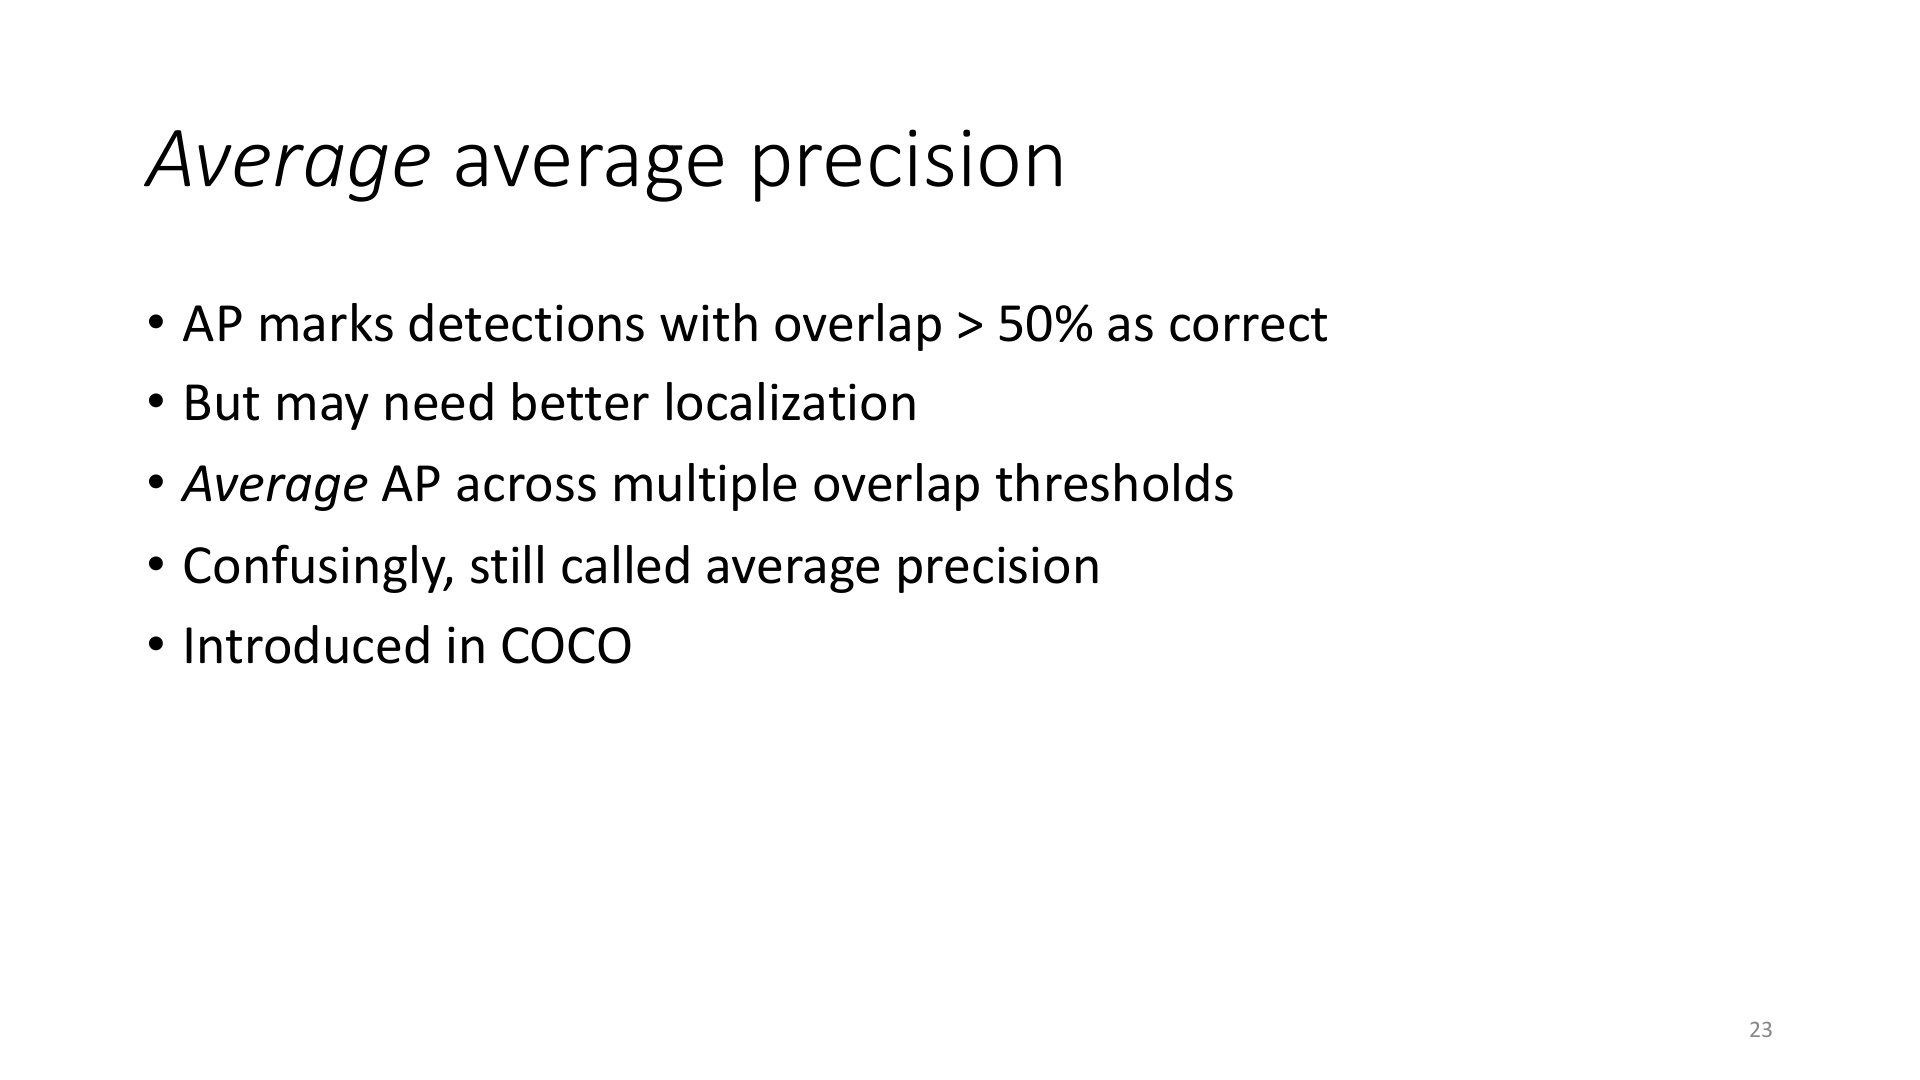 Average average precision
• AP marks detections with overlap > 50% as correct
• But may need better localization
• Average AP across multiple overlap thresholds
• Confusingly, still called average precision
• Introduced in COCO
23